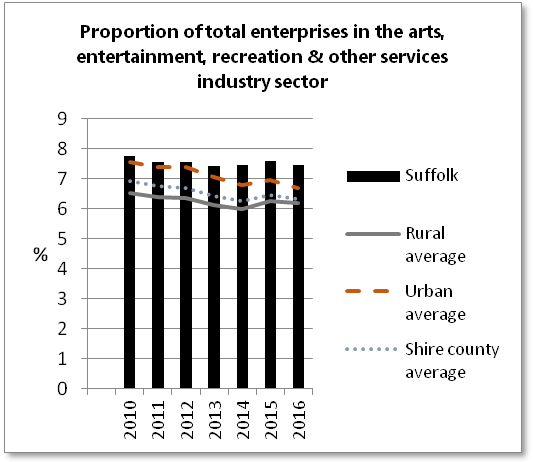 Proportion of total enterprises in the arts,
entertainment, recreation & other services
industry sector
9
8
7
6
5
4
3
2
1
0
%
2010
2011
2012
2013
2014
2015
2016
Suffolk
Rural
average
Urban
average
Shire county
average